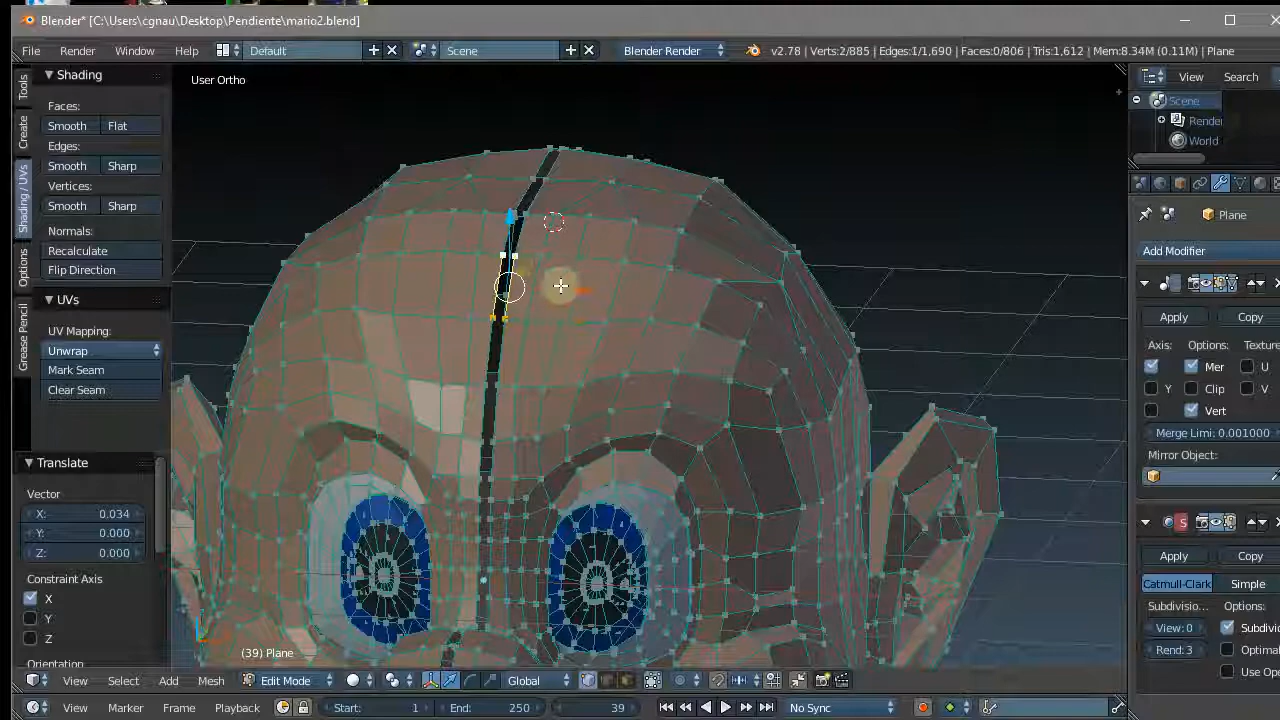 Blender* [C:\Users\cgnau\Desktop\Pendiente\mario2.blend]
File Render Window Help Default Scene Blender Render v2.78 | Verts:2/885 | Edges:1/1,690 | Faces:0/806 | Tris:1,612 | Mem:8.34M (0.11M) | Plane
Tools
Create
Shading / UVs
Options
Grease Pencil
Shading
Faces:
Smooth Flat
Edges:
Smooth Sharp
Vertices:
Smooth Sharp
Normals:
Recalculate
Flip Direction
UVs
UV Mapping:
Unwrap
Mark Seam
Clear Seam
Translate
Vector
X: 0.034
Y: 0.000
Z: 0.000
Constraint Axis
X
Y
Z
Orientation
User Ortho
(39) Plane
View Search
Scene
Render
World
Plane
Add Modifier
Apply Copy
Axis: Options: Texture
X Mer U
Y Clip V
Vert
Merge Limi: 0.001000
Mirror Object:
S
Apply Copy
Catmull-Clark Simple
Subdivisio... Options:
View: 0 Subdivi
Rend: 3 Optimal
Use Op
View Select Add Mesh Edit Mode Global
View Marker Frame Playback Start: 1 End: 250 39 No Sync